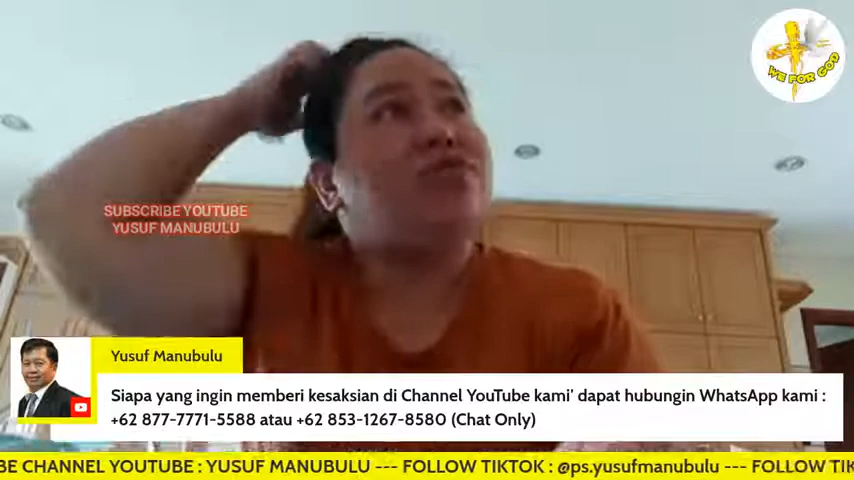 WE FOR GOD
SUBSCRIBE YOUTUBE
YUSUF MANUBULU
Yusuf Manubulu
Siapa yang ingin memberi kesaksian di Channel YouTube kami' dapat hubungin WhatsApp kami :
+62 877-7771-5588 atau +62 853-1267-8580 (Chat Only)
BE CHANNEL YOUTUBE : YUSUF MANUBULU --- FOLLOW TIKTOK : @ps.yusufmanubulu --- FOLLOW TIK